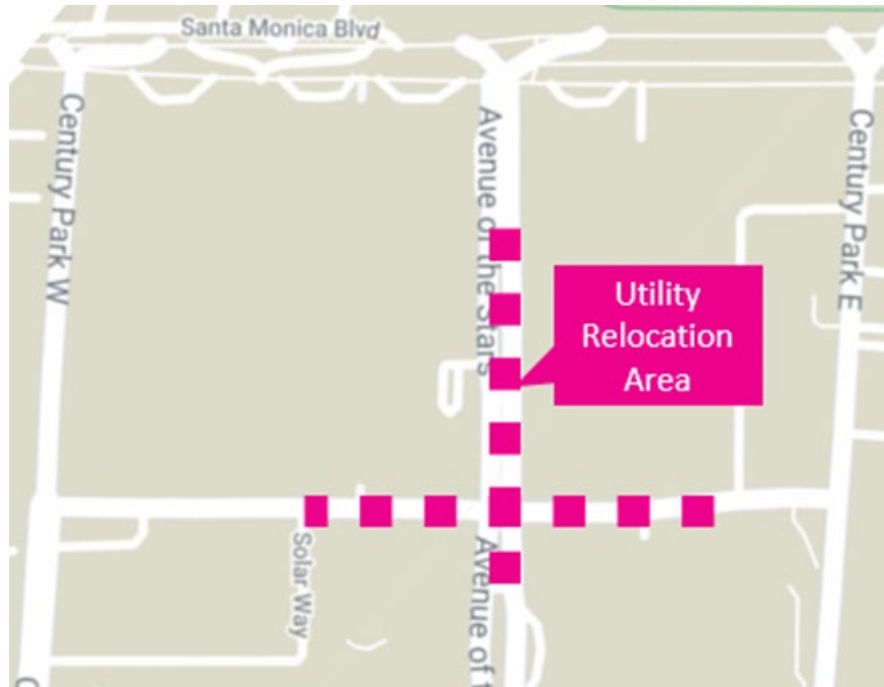 Santa Monica Blvd
Century Park W
Avenue of the Stars
Century Park E
Utility
Relocation
Area
Solar Way
Avenue of